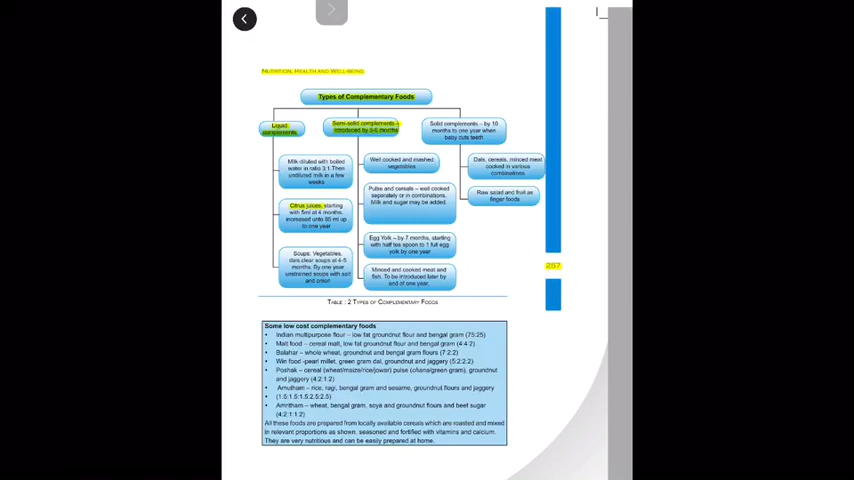 NUTRITION, HEALTH AND WELL-BEING
Types of Complementary Foods
Liquid
complements
Semi-solid complements –
introduced by 3-6 months
Solid complements – by 10
months to one year when
baby cuts teeth
Milk diluted with boiled
water in ratio 3:1.Then
undiluted milk in a few
weeks
Citrus juices, starting
with 5ml at 4 months,
increased unto 85 ml up
to one year
Soups: Vegetables,
dals clear soups at 4-5
months. By one year
unstrained soups with salt
and onion
Well cooked and mashed
vegetables
Pulse and cereals – well cooked
separately or in combinations.
Milk and sugar may be added.
Egg Yolk – by 7 months, starting
with half tea spoon to 1 full egg
yolk by one year
Minced and cooked meat and
fish. To be introduced later by
end of one year.
Dals, cereals, minced meat
cooked in various
combinations
Raw salad and fruit as
finger foods
257
TABLE : 2 TYPES OF COMPLEMENTARY FOODS
Some low cost complementary foods
• Indian multipurpose flour – low fat groundnut flour and bengal gram (75:25)
• Malt food – cereal malt, low fat groundnut flour and bengal gram (4:4:2)
• Balahar – whole wheat, groundnut and bengal gram flours (7:2:2)
• Win food -pearl millet, green gram dal, groundnut and jaggery (5:2:2:2)
• Poshak – cereal (wheat/maize/rice/jowar) pulse (chana/green gram), groundnut
and jaggery (4:2:1:2)
• Amutham – rice, ragi, bengal gram and sesame, groundnut flours and jaggery
• (1.5:1.5:1.5:2.5:2.5)
• Amritham – wheat, bengal gram, soya and groundnut flours and beet sugar
(4:2:1:1:2)
All these foods are prepared from locally available cereals which are roasted and mixed
in relevant proportions as shown, seasoned and fortified with vitamins and calcium.
They are very nutritious and can be easily prepared at home.